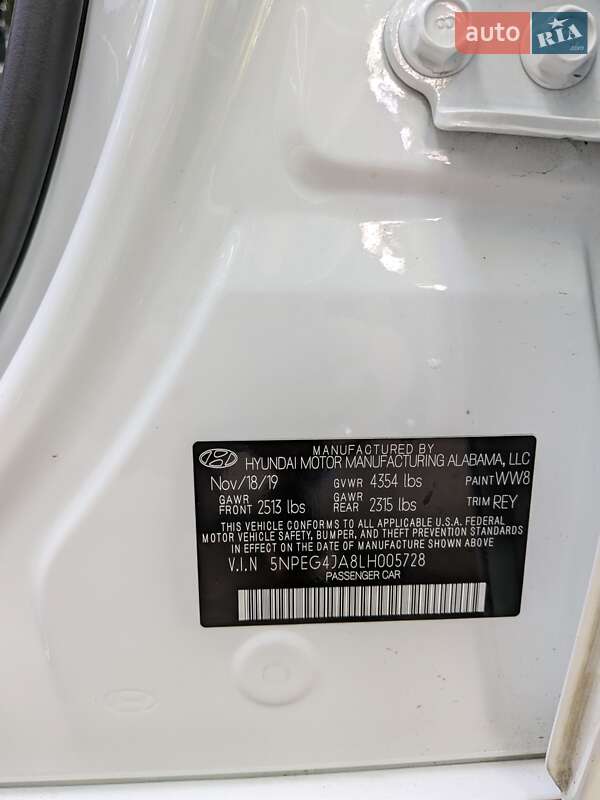 auto RIA.com
8
MANUFACTURED BY
HYUNDAI MOTOR MANUFACTURING ALABAMA, LLC
Nov/18/19 GVWR 4354 lbs PAINT WW8
GAWR FRONT 2513 lbs GAWR REAR 2315 lbs TRIM REY
THIS VEHICLE CONFORMS TO ALL APPLICABLE U.S.A. FEDERAL
MOTOR VEHICLE SAFETY, BUMPER, AND THEFT PREVENTION STANDARDS
IN EFFECT ON THE DATE OF MANUFACTURE SHOWN ABOVE
V.I.N 5NPEG4JA8LH005728
PASSENGER CAR